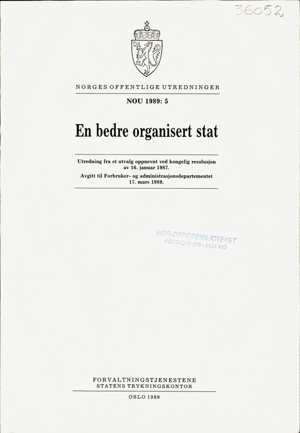 36052
NORGES OFFENTLIGE UTREDNINGER
NOU 1989: 5
En bedre organisert stat
Utredning fra et utvalg oppnevnt ved kongelig resolusjon
av 16. januar 1987.
Avgitt til Forbruker- og administrasjonsdepartementet
17. mars 1989.
FORVALTNINGSTJENESTENE
STATENS TRYKNINGSKONTOR
OSLO 1989